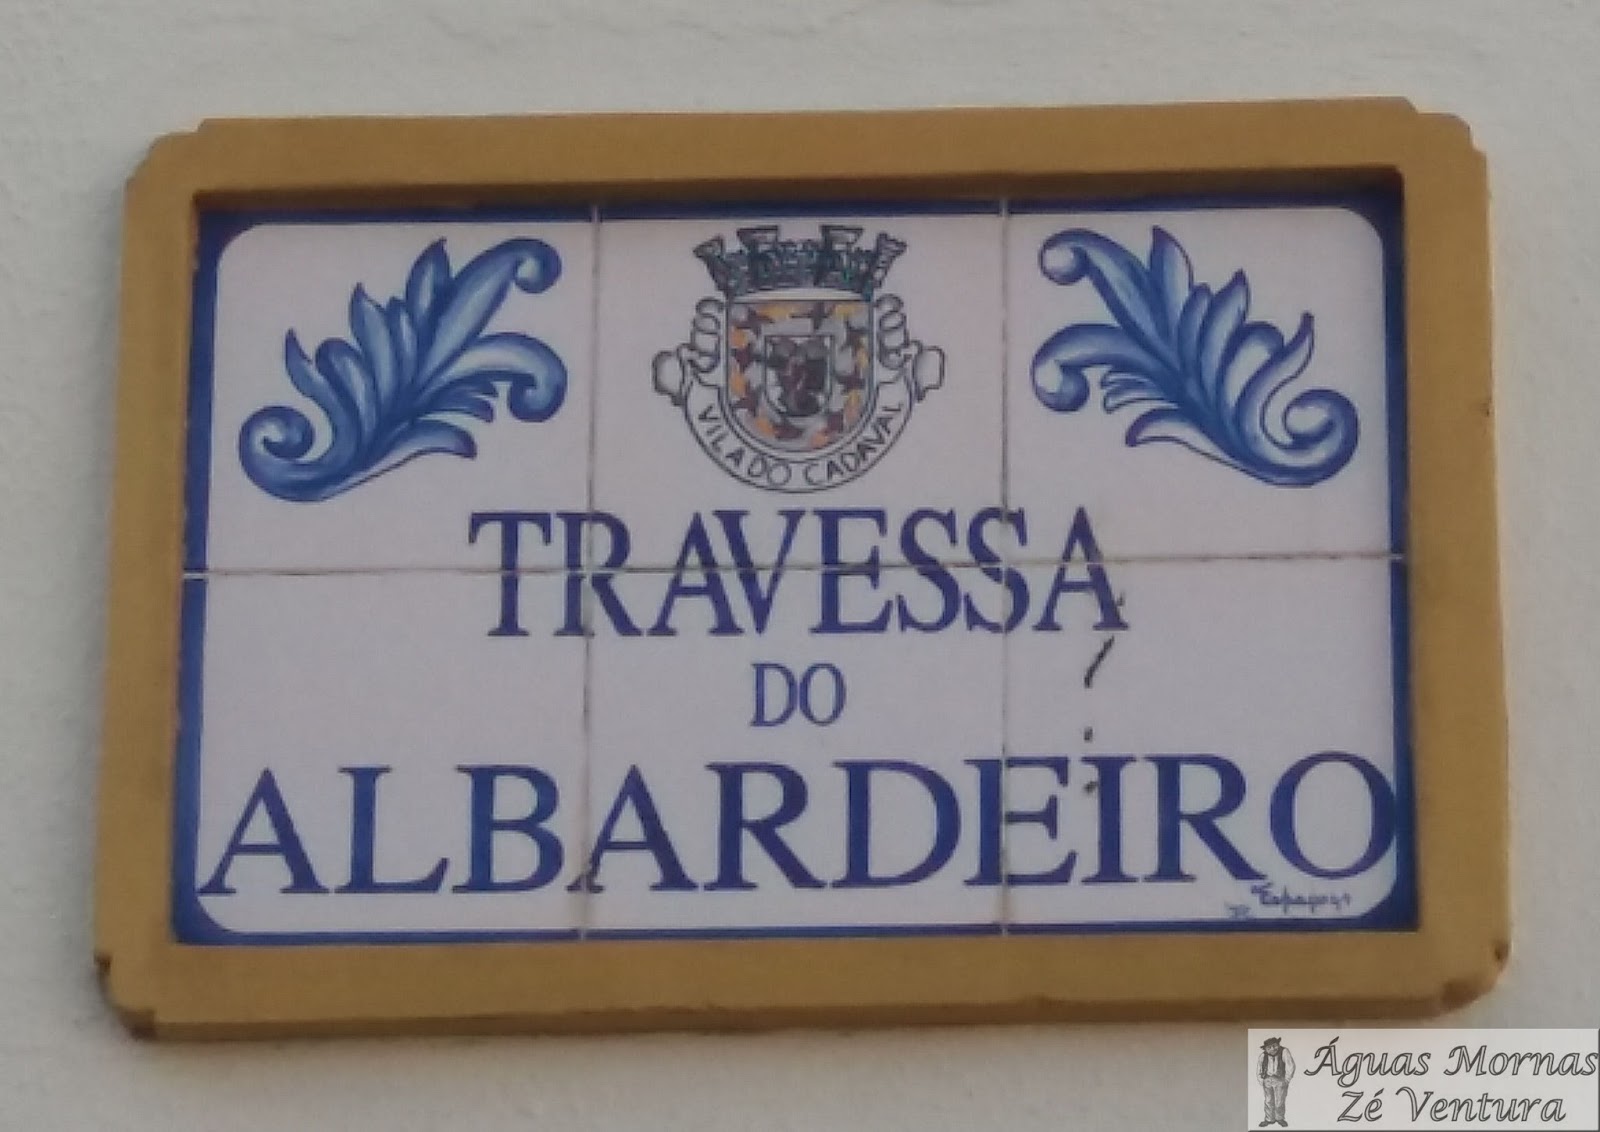 VILA DO CADAVAL
TRAVESSA
DO
ALBARDEIRO
Águas Mornas
Zé Ventura